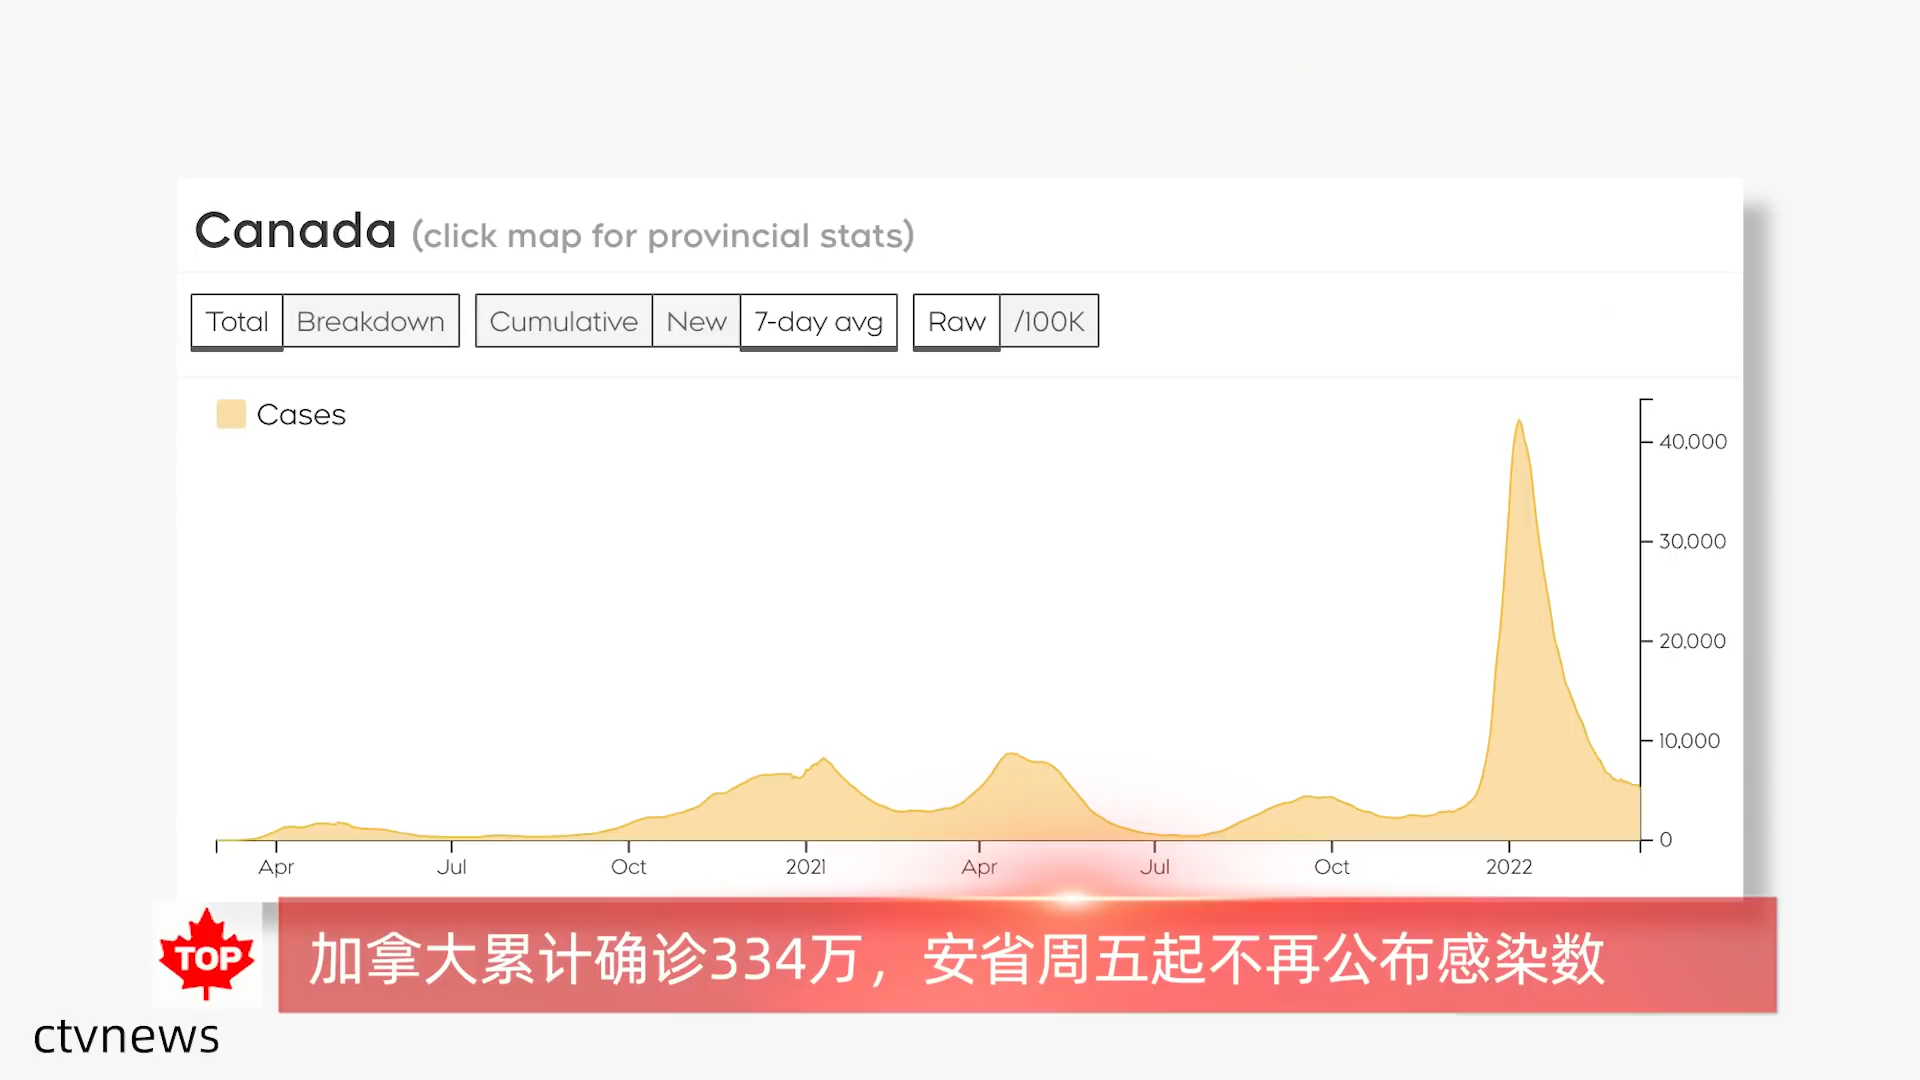 Canada (click map for provincial stats)
Total Breakdown Cumulative New 7-day avg Raw /100K
Cases
40,000
30,000
20,000
10,000
0
Apr Jul Oct 2021 Apr Jul Oct 2022
TOP
加拿大累计确诊334万，安省周五起不再公布感染数
ctvnews